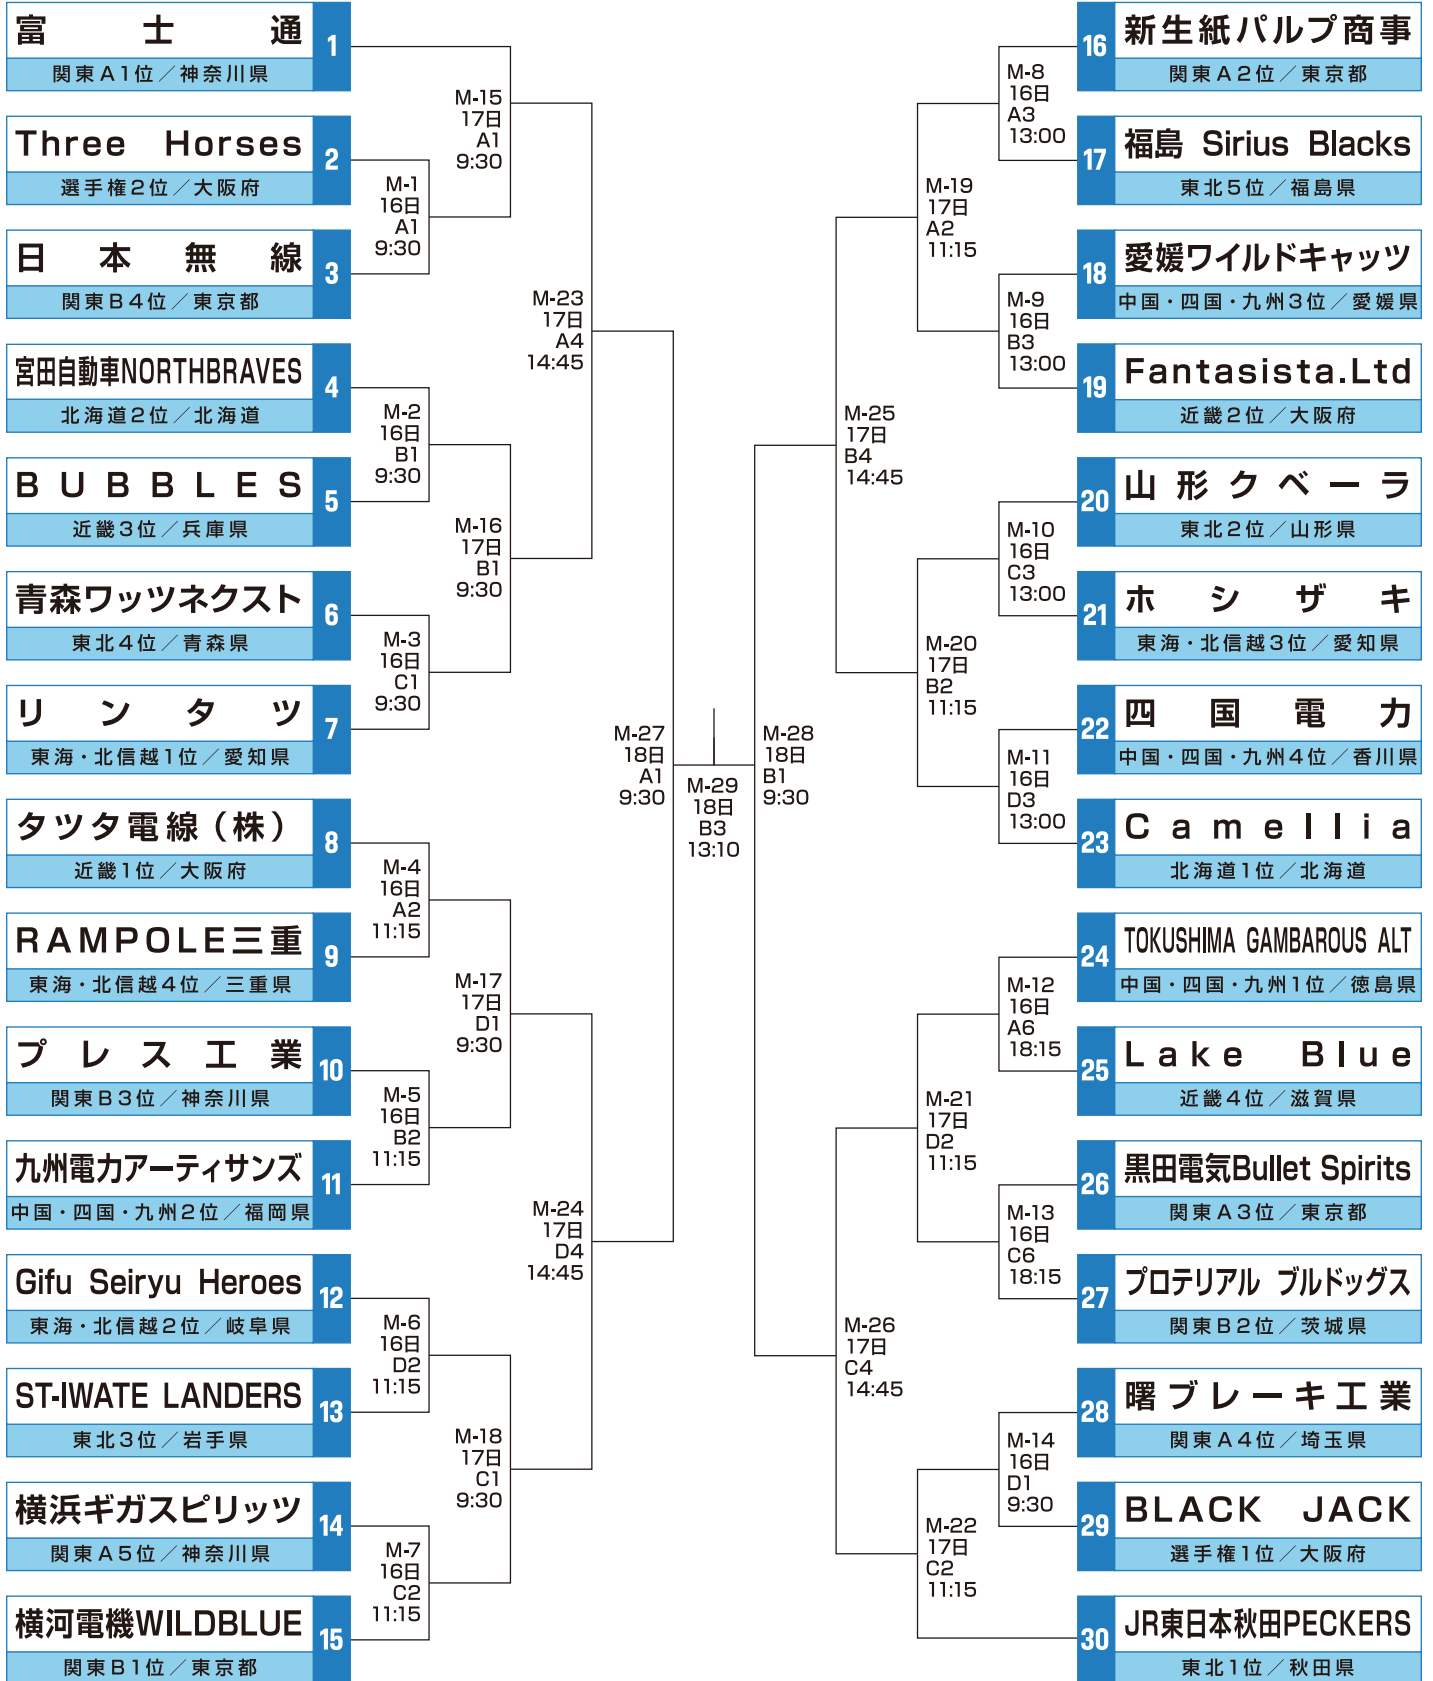 富士通
1
関東A1位／神奈川県
Three Horses
2
選手権2位／大阪府
日本無線
3
関東B4位／東京都
宮田自動車NORTHBRAVES
4
北海道2位／北海道
BUBBLES
5
近畿3位／兵庫県
青森ワッツネクスト
6
東北4位／青森県
リンタツ
7
東海・北信越1位／愛知県
タツタ電線（株）
8
近畿1位／大阪府
RAMPOLE三重
9
東海・北信越4位／三重県
プレス工業
10
関東B3位／神奈川県
九州電力アーティサンズ
11
中国・四国・九州2位／福岡県
Gifu Seiryu Heroes
12
東海・北信越2位／岐阜県
ST-IWATE LANDERS
13
東北3位／岩手県
横浜ギガスピリッツ
14
関東A5位／神奈川県
横河電機WILDBLUE
15
関東B1位／東京都
M-1
16日
A1
9:30
M-2
16日
B1
9:30
M-3
16日
C1
9:30
M-4
16日
A2
11:15
M-5
16日
B2
11:15
M-6
16日
D2
11:15
M-7
16日
C2
11:15
M-15
17日
A1
9:30
M-16
17日
B1
9:30
M-17
17日
D1
9:30
M-18
17日
C1
9:30
M-23
17日
A4
14:45
M-24
17日
D4
14:45
M-27
18日
A1
9:30
M-29
18日
B3
13:10
M-28
18日
B1
9:30
M-25
17日
B4
14:45
M-26
17日
C4
14:45
M-19
17日
A2
11:15
M-20
17日
B2
11:15
M-21
17日
D2
11:15
M-22
17日
C2
11:15
M-8
16日
A3
13:00
M-9
16日
B3
13:00
M-10
16日
C3
13:00
M-11
16日
D3
13:00
M-12
16日
A6
18:15
M-13
16日
C6
18:15
M-14
16日
D1
9:30
16
新生紙パルプ商事
関東A2位／東京都
17
福島 Sirius Blacks
東北5位／福島県
18
愛媛ワイルドキャッツ
中国・四国・九州3位／愛媛県
19
Fantasista.Ltd
近畿2位／大阪府
20
山形クベーラ
東北2位／山形県
21
ホシザキ
東海・北信越3位／愛知県
22
四国電力
中国・四国・九州4位／香川県
23
Camellia
北海道1位／北海道
24
TOKUSHIMA GAMBAROUS ALT
中国・四国・九州1位／徳島県
25
Lake Blue
近畿4位／滋賀県
26
黒田電気Bullet Spirits
関東A3位／東京都
27
プロテリアル ブルドッグス
関東B2位／茨城県
28
曙ブレーキ工業
関東A4位／埼玉県
29
BLACK JACK
選手権1位／大阪府
30
JR東日本秋田PECKERS
東北1位／秋田県